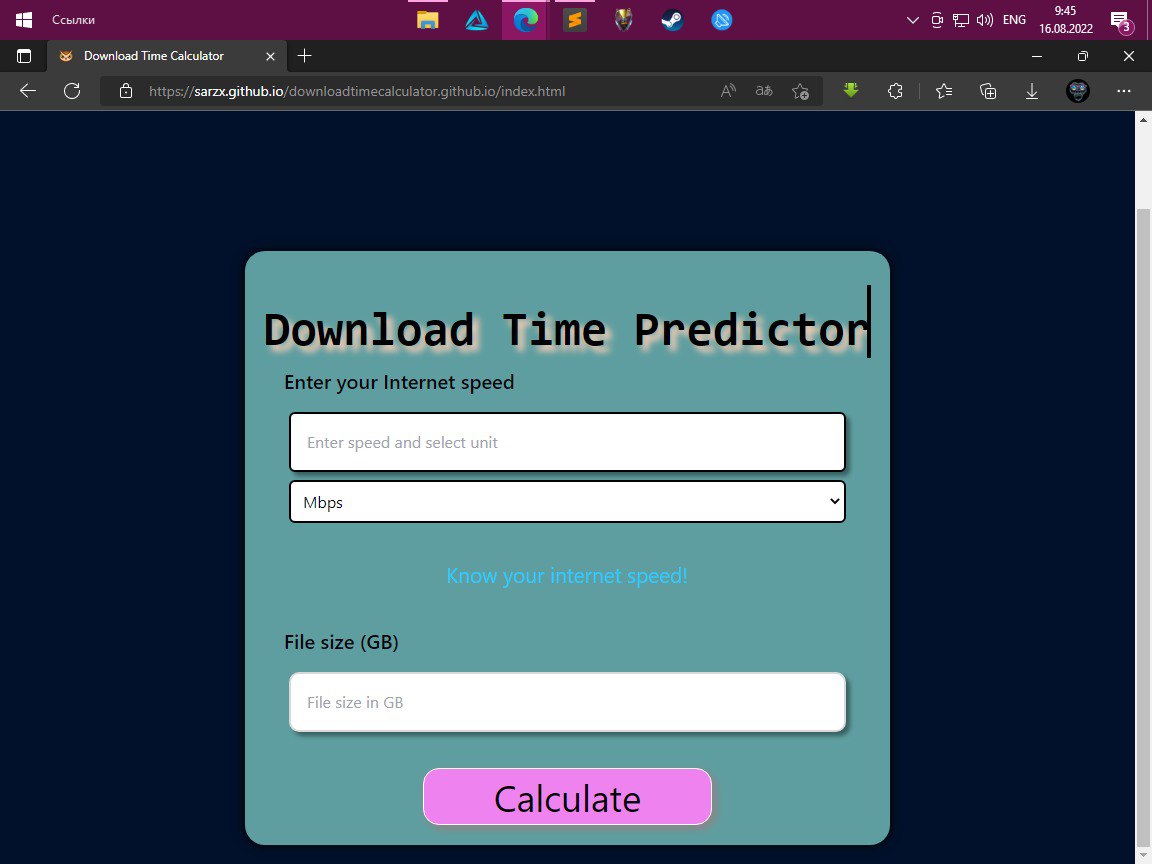 Ссылки
ENG
9:45
16.08.2022
3
Download Time Calculator
https://sarzx.github.io/downloadtimecalculator.github.io/index.html
Download Time Predictor
Enter your Internet speed
Enter speed and select unit
Mbps
Know your internet speed!
File size (GB)
File size in GB
Calculate